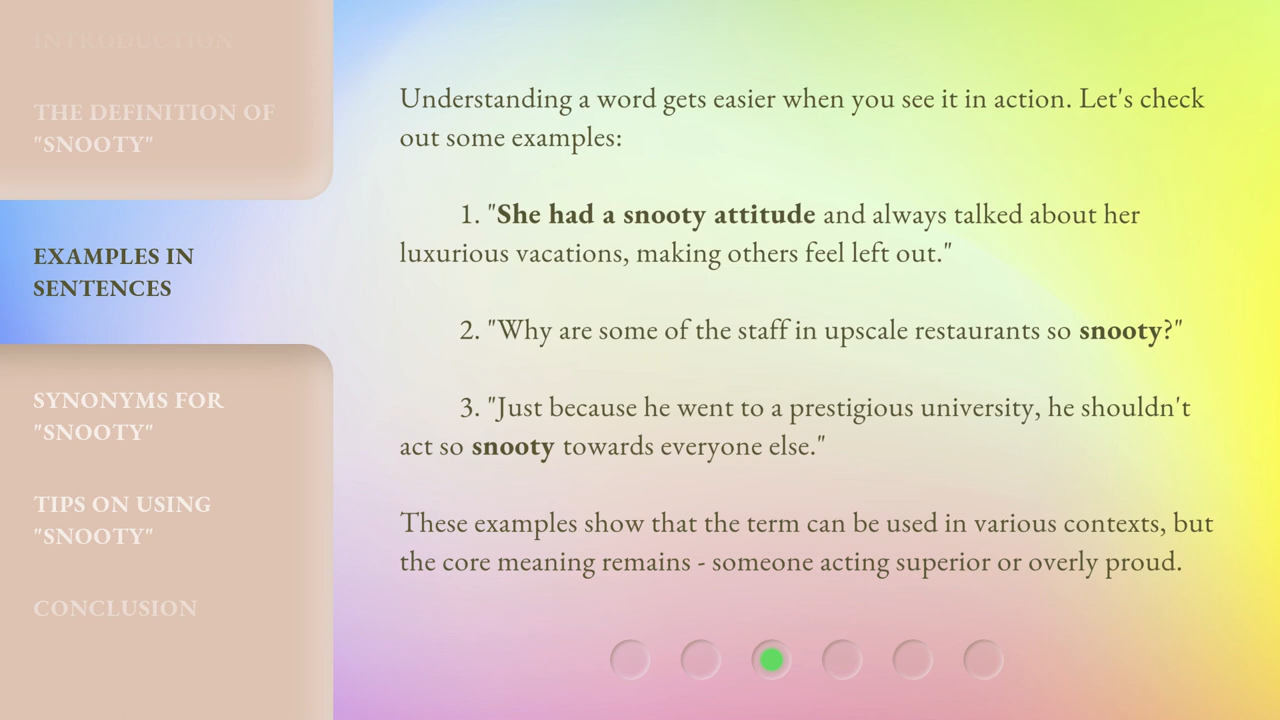 INTRODUCTION
THE DEFINITION OF
"SNOOTY"
EXAMPLES IN
SENTENCES
SYNONYMS FOR
"SNOOTY"
TIPS ON USING
"SNOOTY"
CONCLUSION
Understanding a word gets easier when you see it in action. Let's check
out some examples:
1. "She had a snooty attitude and always talked about her
luxurious vacations, making others feel left out."
2. "Why are some of the staff in upscale restaurants so snooty?"
3. "Just because he went to a prestigious university, he shouldn't
act so snooty towards everyone else."
These examples show that the term can be used in various contexts, but
the core meaning remains - someone acting superior or overly proud.